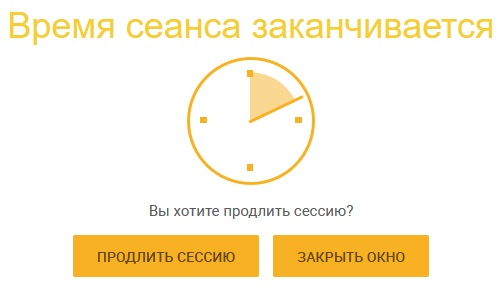 Время сеанса заканчивается
Вы хотите продлить сессию?
ПРОДЛИТЬ СЕССИЮ ЗАКРЫТЬ ОКНО